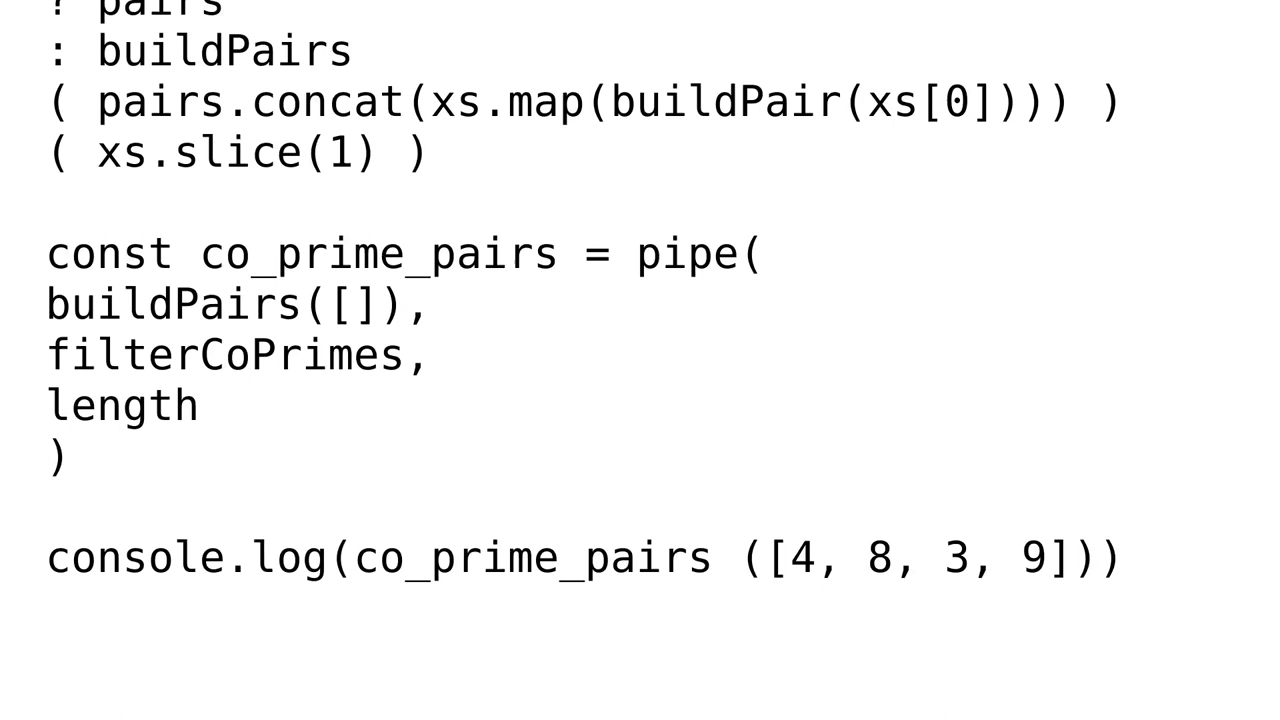 ? pairs
: buildPairs
( pairs.concat(xs.map(buildPair(xs[0]))) )
( xs.slice(1) )
const co_prime_pairs = pipe(
buildPairs([]),
filterCoPrimes,
length
)
console.log(co_prime_pairs ([4, 8, 3, 9]))